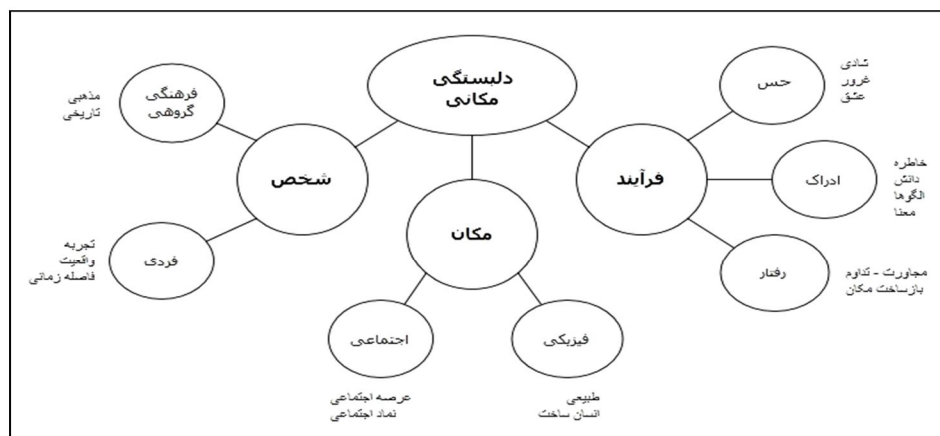 دلبستگی
مکانی
شخص
فرهنگی
گروهی
مذهبی
تاریخی
فردی
تجربه
واقعیت
فاصله زمانی
مکان
اجتماعی
عرصه اجتماعی
نماد اجتماعی
فیزیکی
طبیعی
انسان ساخت
فرآیند
حس
شادی
غرور
عشق
ادراک
خاطره
دانش
الگوها
معنا
رفتار
مجاورت - تداوم
بازساخت مکان